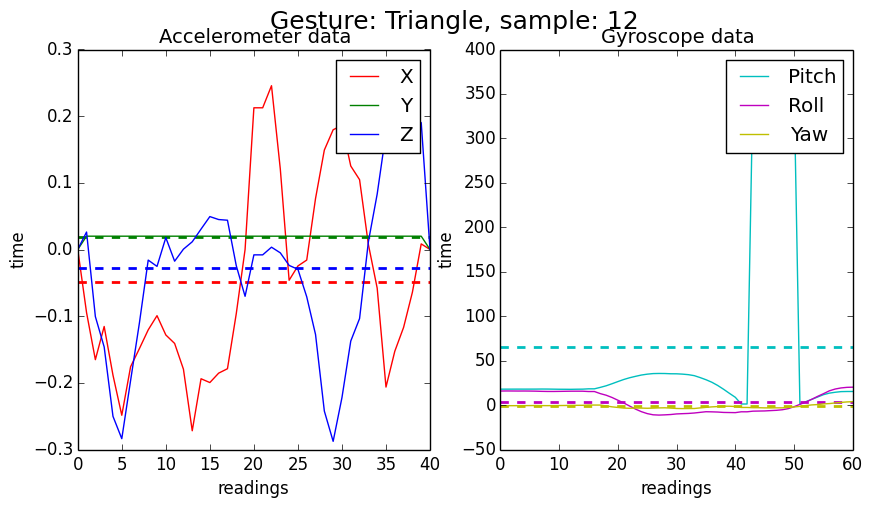 Gesture: Triangle, sample: 12
Accelerometer data
0.3
0.2
0.1
0.0
−0.1
−0.2
−0.3
time
0
5
10
15
20
25
30
35
40
readings
X
Y
Z
Gyroscope data
400
350
300
250
200
150
100
50
0
−50
time
0
10
20
30
40
50
60
readings
Pitch
Roll
Yaw